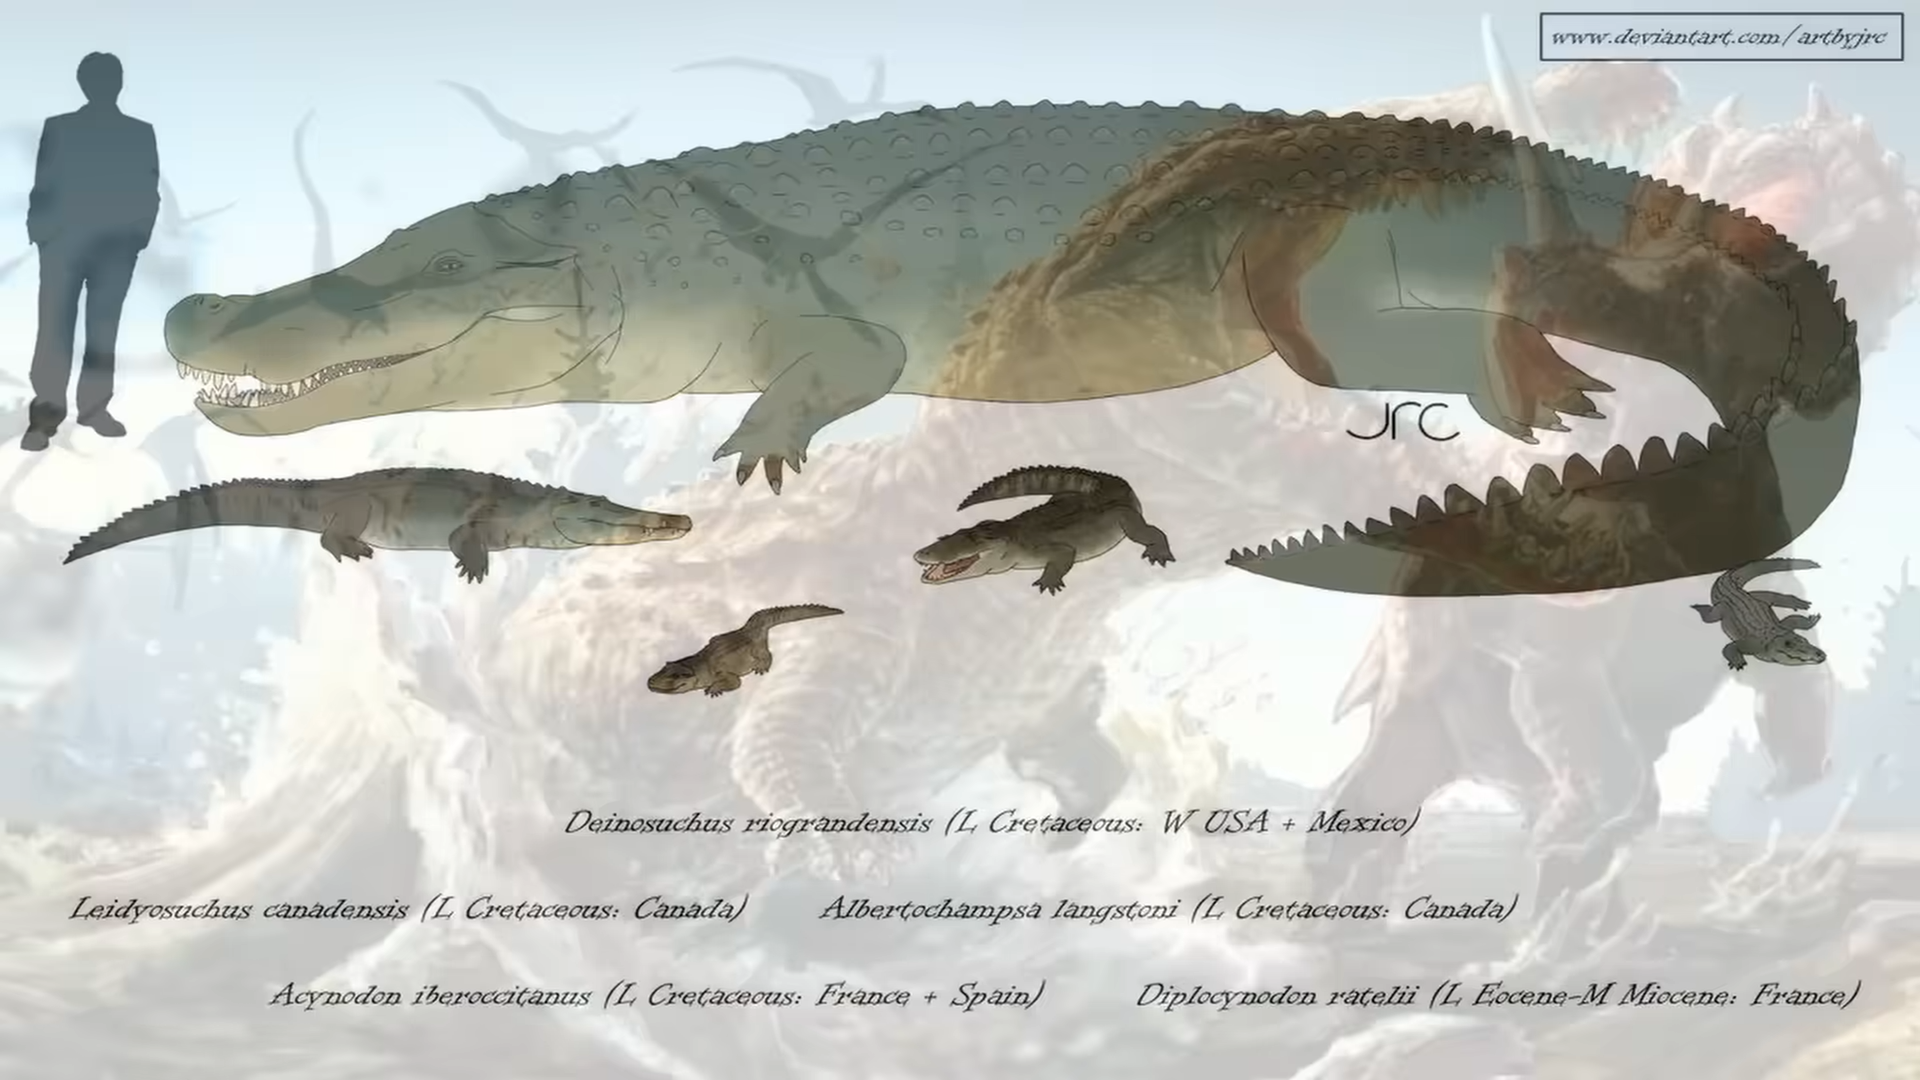 www.deviantart.com/artbyjrc
JrC
Deinosuchus riograndensis (L Cretaceous: W USA + Mexico)
Leidyosuchus canadensis (L Cretaceous: Canada)
Albertochampsa langstoni (L Cretaceous: Canada)
Acynodon iberoccitanus (L Cretaceous: France + Spain)
Diplocynodon ratelii (L Eocene-M Miocene: France)